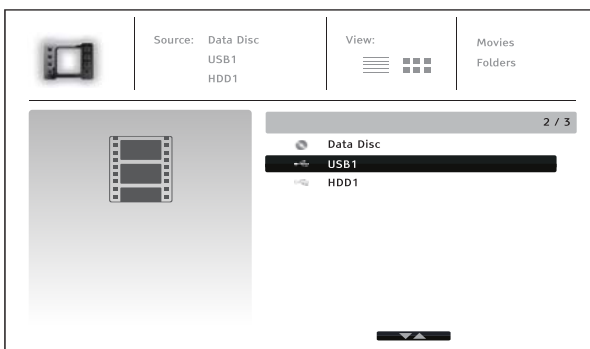 Source: Data Disc
USB1
HDD1
View:
Movies
Folders
2 / 3
Data Disc
USB1
HDD1